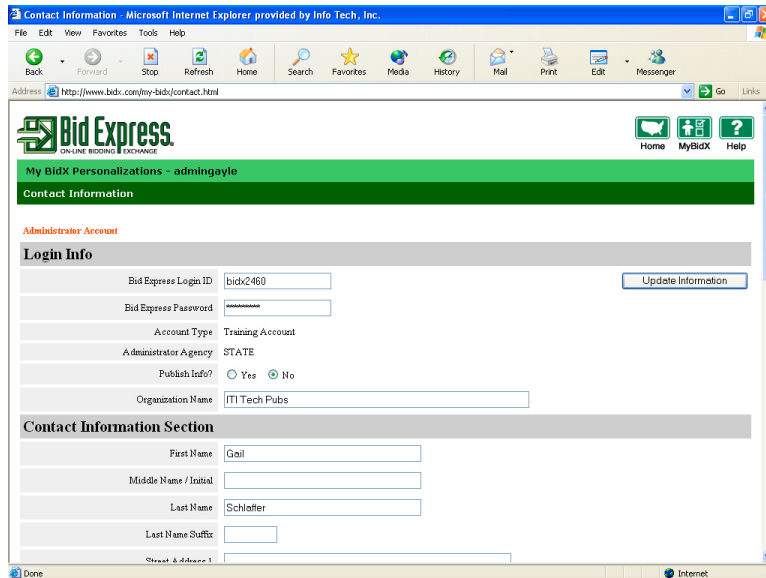 Contact Information - Microsoft Internet Explorer provided by Info Tech, Inc.
File Edit View Favorites Tools Help
Back Forward Stop Refresh Home Search Favorites Media History Mail Print Edit Messenger
Address http://www.bidx.com/my-bidx/contact.html Go Links
Bid Express.
ON-LINE BIDDING EXCHANGE
Home MyBidX Help
My BidX Personalizations - admingayle
Contact Information
Administrator Account
Login Info
Bid Express Login ID bidx2460 Update Information
Bid Express Password *********
Account Type Training Account
Administrator Agency STATE
Publish Info? Yes No
Organization Name ITI Tech Pubs
Contact Information Section
First Name Gail
Middle Name / Initial
Last Name Schlaffer
Last Name Suffix
Street Address 1
Done Internet